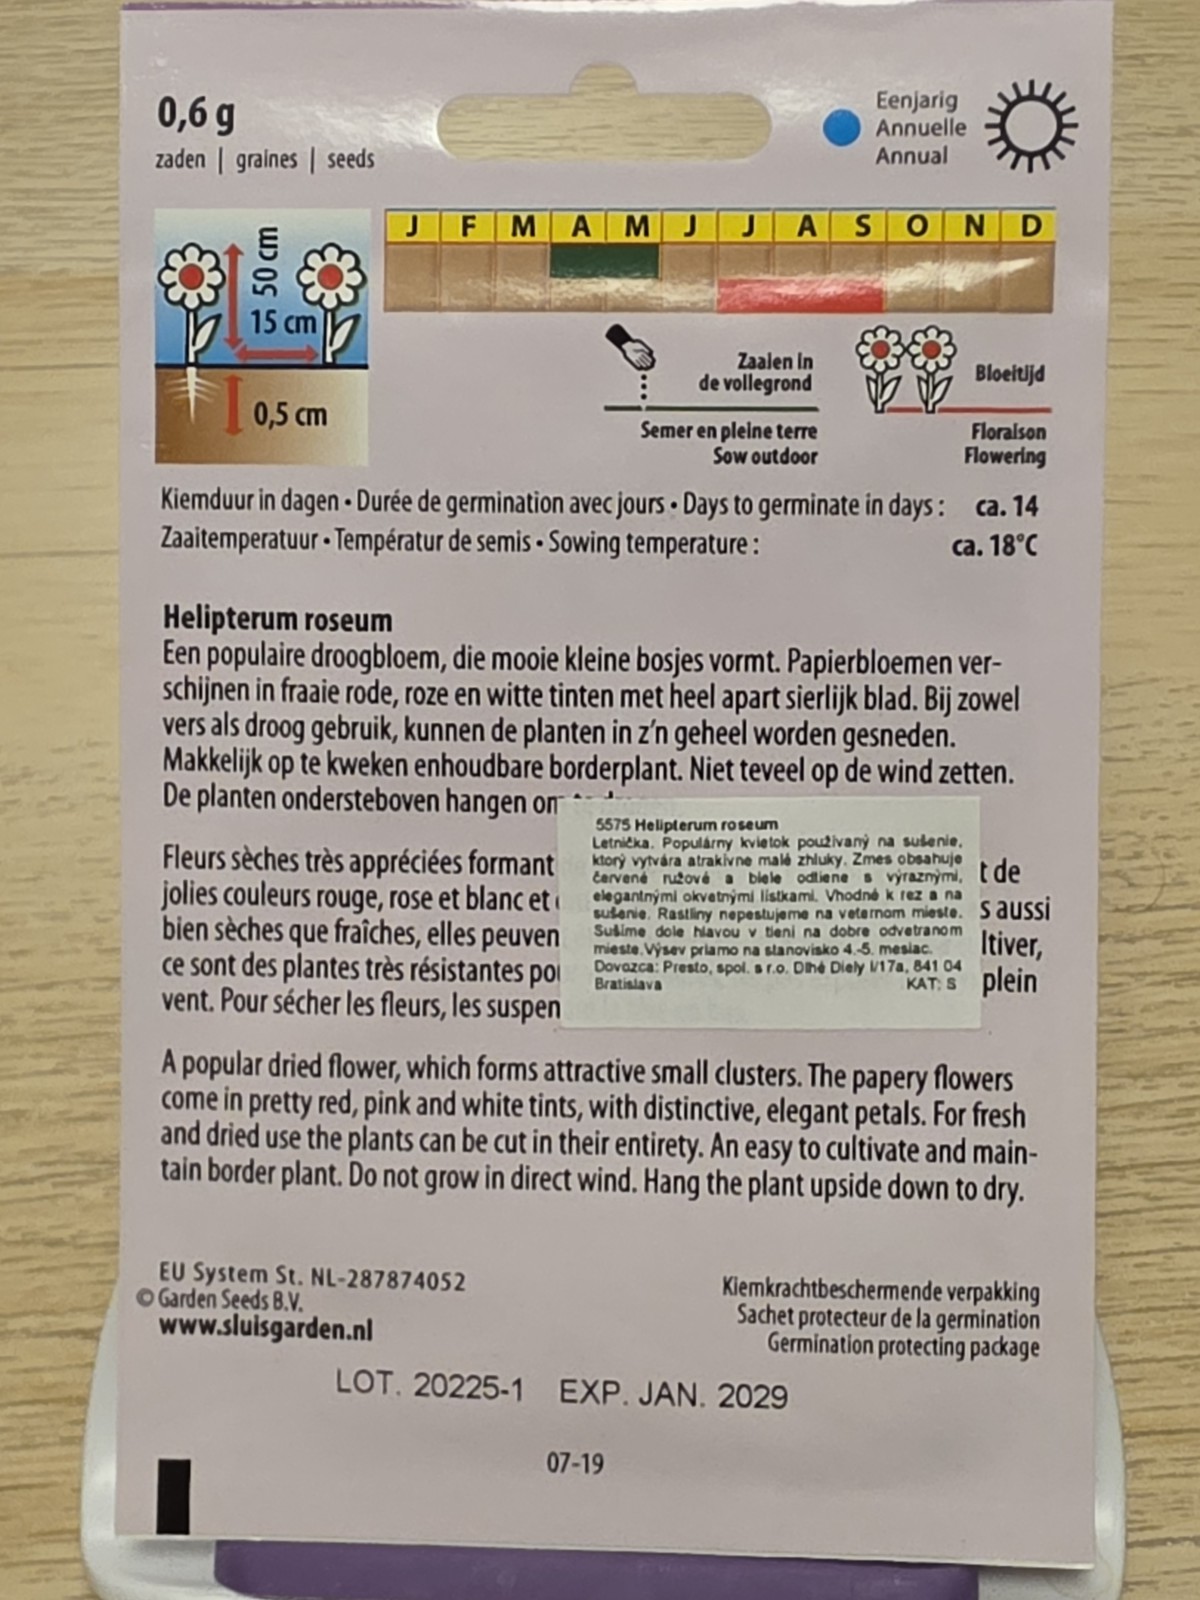 0,6 g
zaden | graines | seeds
Eenjarig
Annuelle
Annual
J F M A M J J A S O N D
50 cm
15 cm
0,5 cm
Zaaien in
de vollegrond
Semer en pleine terre
Sow outdoor
Bloeitijd
Floraison
Flowering
Kiemduur in dagen • Durée de germination avec jours • Days to germinate in days : ca. 14
Zaaitemperatuur • Températur de semis • Sowing temperature : ca. 18°C
Helipterum roseum
Een populaire droogbloem, die mooie kleine bosjes vormt. Papierbloemen ver-
schijnen in fraaie rode, roze en witte tinten met heel apart sierlijk blad. Bij zowel
vers als droog gebruik, kunnen de planten in z'n geheel worden gesneden.
Makkelijk op te kweken enhoudbare borderplant. Niet teveel op de wind zetten.
De planten ondersteboven hangen om
Fleurs sèches très appréciées formant t de
jolies couleurs rouge, rose et blanc et s aussi
bien sèches que fraîches, elles peuven ltiver,
ce sont des plantes très résistantes plein
vent. Pour sécher les fleurs, les suspen
5575 Helipterum roseum
Letnička. Populárny kvietok používaný na sušenie,
ktorý vytvára atrakívne malé zhluky. Zmes obsahuje
červené ružové a biele odtiene s výraznými,
elegantnými okvetnými lístkami. Vhodné k rez a na
sušenie. Rastliny nepestujeme na veternom mieste.
Sušíme dole hlavou v tieni na dobre odvetranom
mieste. Výsev priamo na stanovisko 4.-5. mesiac.
Dovozca: Presto, spol. s r.o. Dlhé Diely I/17a, 841 04
Bratislava KAT: S
A popular dried flower, which forms attractive small clusters. The papery flowers
come in pretty red, pink and white tints, with distinctive, elegant petals. For fresh
and dried use the plants can be cut in their entirety. An easy to cultivate and main-
tain border plant. Do not grow in direct wind. Hang the plant upside down to dry.
EU System St. NL-287874052
© Garden Seeds B.V.
www.sluisgarden.nl
Kiemkrachtbeschermende verpakking
Sachet protecteur de la germination
Germination protecting package
LOT. 20225-1 EXP. JAN. 2029
07-19